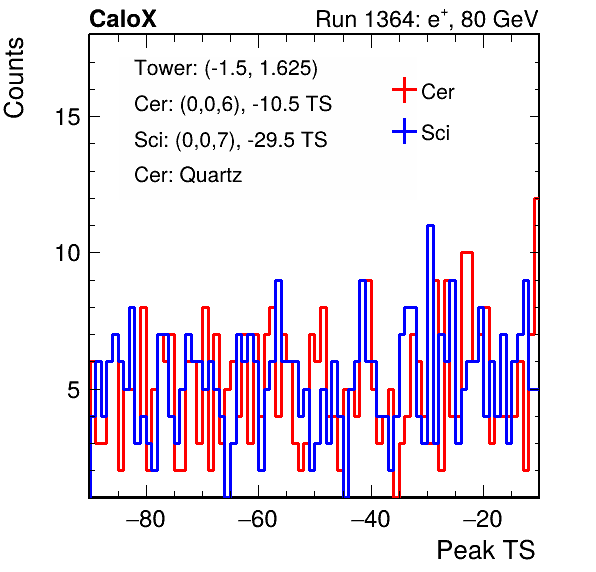 CaloX Run 1364: e⁺, 80 GeV
Counts
Tower: (-1.5, 1.625)
Cer: (0,0,6), -10.5 TS
Sci: (0,0,7), -29.5 TS
Cer: Quartz
Cer
Sci
15
10
5
−80 −60 −40 −20
Peak TS